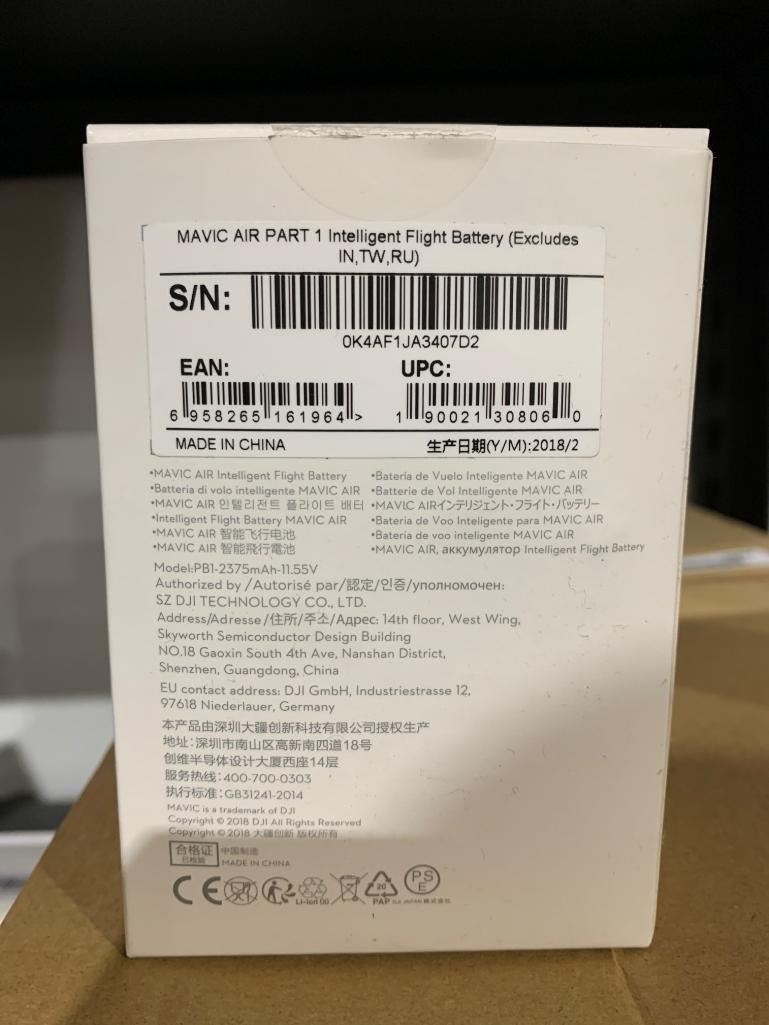 MAVIC AIR PART 1 Intelligent Flight Battery (Excludes
IN,TW,RU)
S/N:
0K4AF1JA3407D2
EAN: UPC:
6 958265 161964 > 1 90021 30806 0
MADE IN CHINA 生产日期(Y/M):2018/2
•MAVIC AIR Intelligent Flight Battery •Batería de Vuelo Inteligente MAVIC AIR
•Batteria di volo intelligente MAVIC AIR •Batterie de Vol Intelligente MAVIC AIR
•MAVIC AIR 인텔리전트 플라이트 배터리 •MAVIC AIRインテリジェント・フライト・バッテリー
•Intelligent Flight Battery MAVIC AIR •Bateria de Voo Inteligente para MAVIC AIR
•MAVIC AIR 智能飞行电池 •Bateria de voo inteligente MAVIC AIR
•MAVIC AIR 智能飛行電池 •MAVIC AIR, аккумулятор Intelligent Flight Battery
Model:PB1-2375mAh-11.55V
Authorized by /Autorisé par/認定/인증/уполномочен:
SZ DJI TECHNOLOGY CO., LTD.
Address/Adresse/住所/주소/Адрес: 14th floor, West Wing,
Skyworth Semiconductor Design Building
NO.18 Gaoxin South 4th Ave, Nanshan District,
Shenzhen, Guangdong, China
EU contact address: DJI GmbH, Industriestrasse 12,
97618 Niederlauer, Germany
本产品由深圳大疆创新科技有限公司授权生产
地址:深圳市南山区高新南四道18号
创维半导体设计大厦西座14层
服务热线:400-700-0303
执行标准:GB31241-2014
MAVIC is a trademark of DJI
Copyright © 2018 DJI All Rights Reserved
Copyright © 2018 大疆创新 版权所有
合格证 中国制造
已检验 MADE IN CHINA
CE Li-ion 00 20 PAP PSE DJI JAPAN 株式会社